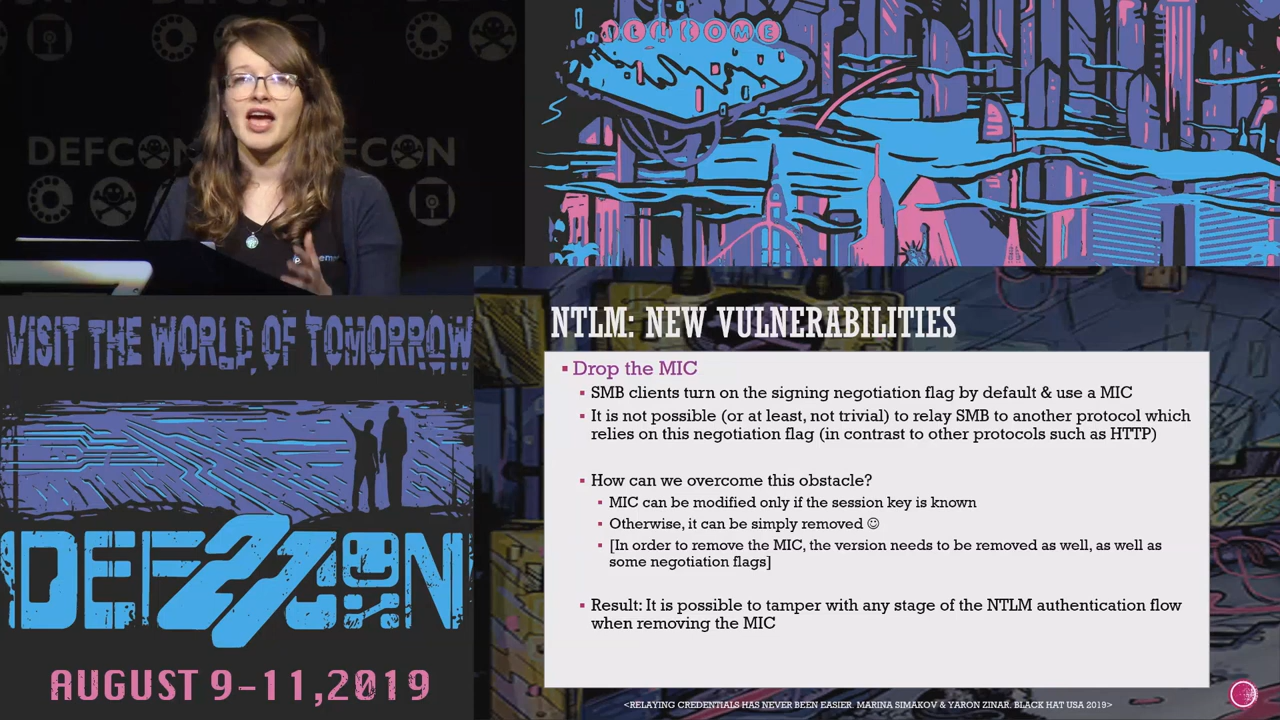 WELCOME
DEFCON
DEFCON
VISIT THE WORLD OF TOMORROW
DEF27CON
AUGUST 9-11,2019
NTLM: NEW VULNERABILITIES
Drop the MIC
SMB clients turn on the signing negotiation flag by default & use a MIC
It is not possible (or at least, not trivial) to relay SMB to another protocol which
relies on this negotiation flag (in contrast to other protocols such as HTTP)
How can we overcome this obstacle?
MIC can be modified only if the session key is known
Otherwise, it can be simply removed ☺
[In order to remove the MIC, the version needs to be removed as well, as well as
some negotiation flags]
Result: It is possible to tamper with any stage of the NTLM authentication flow
when removing the MIC
<RELAYING CREDENTIALS HAS NEVER BEEN EASIER. MARINA SIMAKOV & YARON ZINAR. BLACK HAT USA 2019>